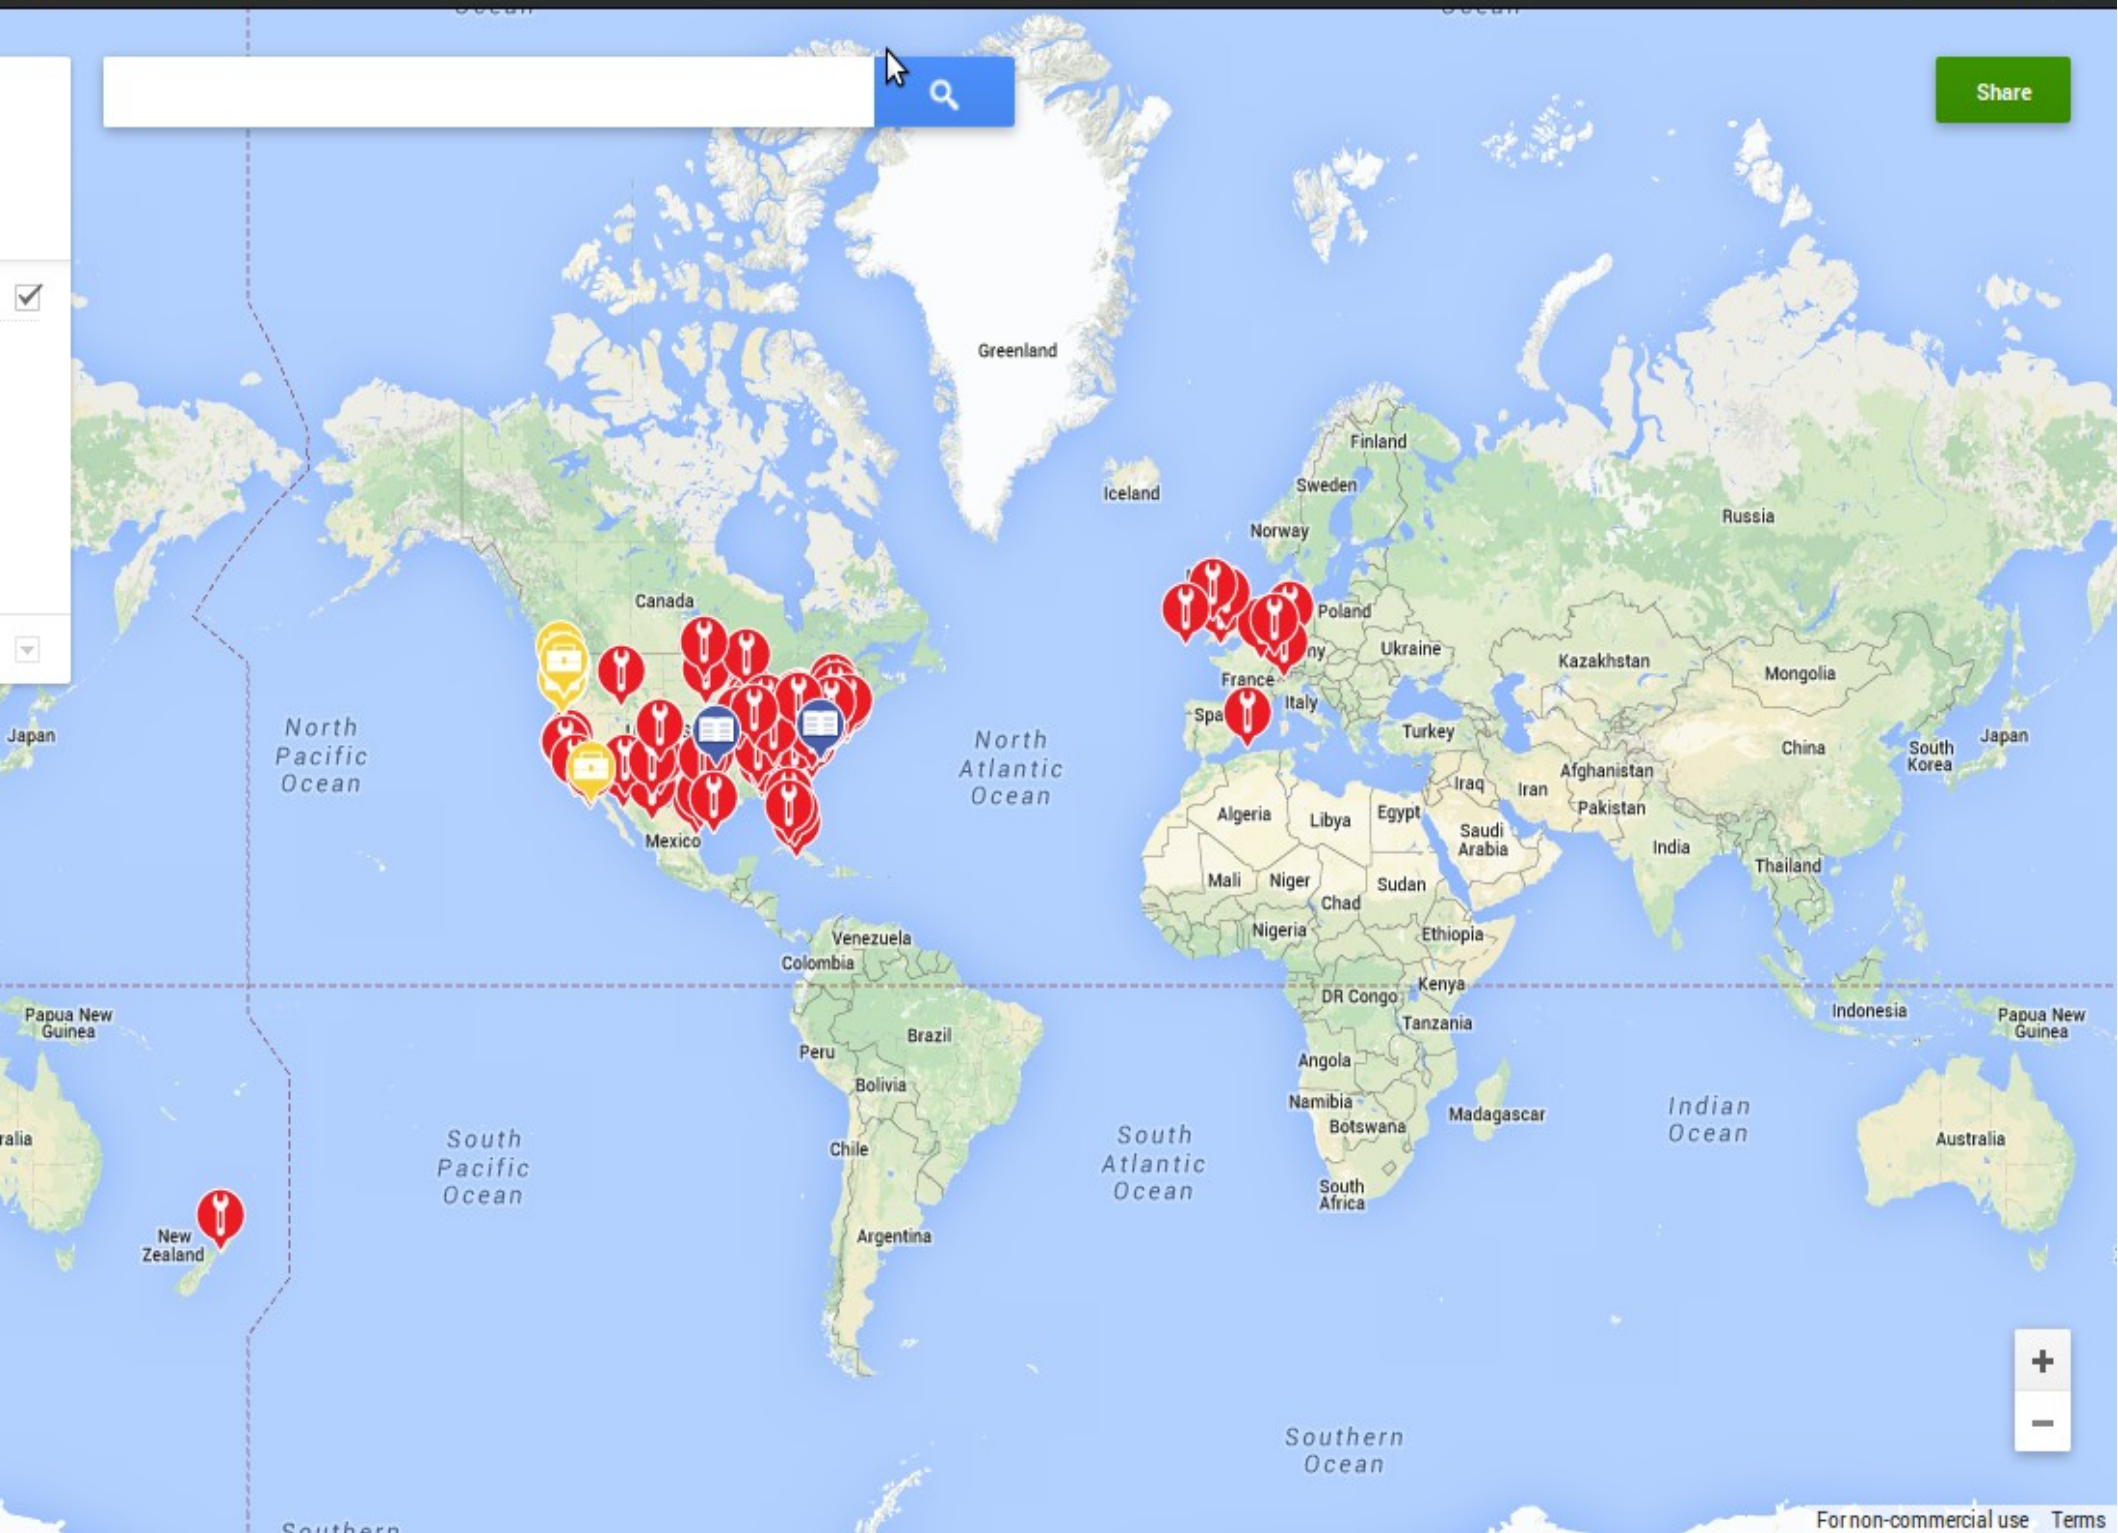 Ocean
Ocean
Share
Greenland
Finland
Iceland
Sweden
Russia
Norway
Canada
Poland
ny
Ukraine
Kazakhstan
Mongolia
France
Italy
Spa
Turkey
Japan
North
Pacific
Ocean
North
Atlantic
Ocean
China
South
Korea
Japan
Afghanistan
Iraq
Iran
Pakistan
Algeria
Libya
Egypt
Saudi
Arabia
India
Mexico
Thailand
Mali
Niger
Sudan
Chad
Nigeria
Ethiopia
Venezuela
Colombia
Kenya
DR Congo
Papua New
Guinea
Indonesia
Papua New
Guinea
Tanzania
Brazil
Peru
Angola
Bolivia
Namibia
Madagascar
Botswana
Indian
Ocean
ralia
South
Pacific
Ocean
Chile
South
Atlantic
Ocean
Australia
South
Africa
New
Zealand
Argentina
Southern
Ocean
Southern
For non-commercial use Terms